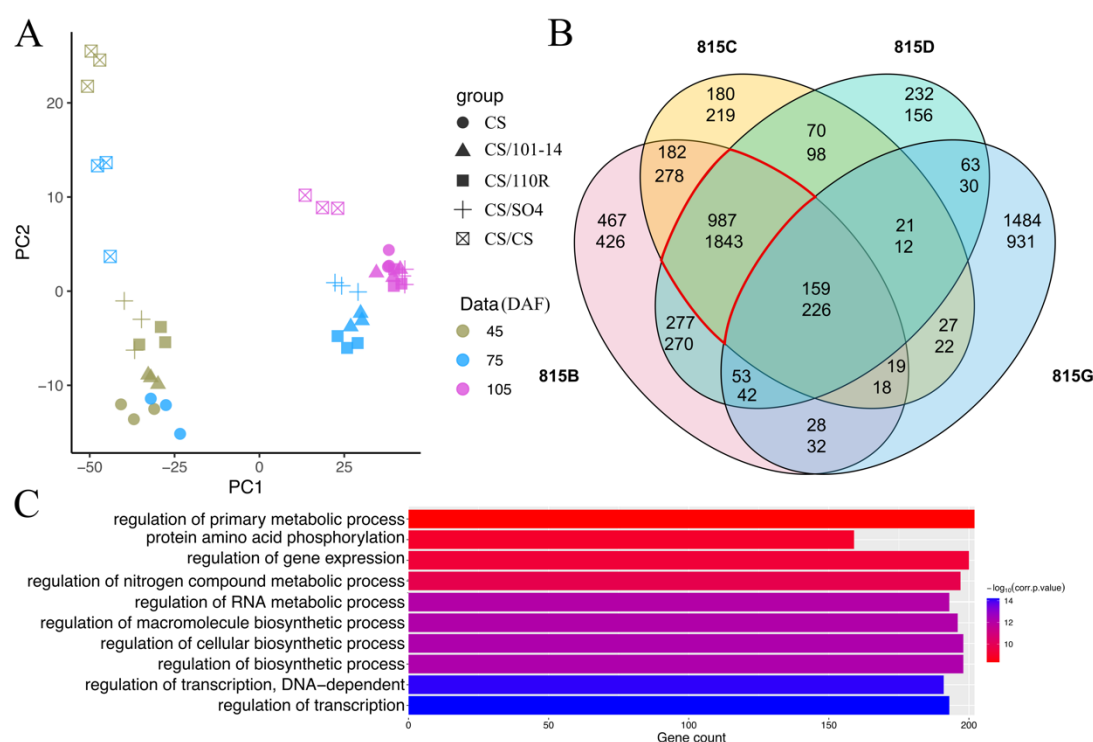 A
PC2
20
10
0
−10
−50
−25
0
25
PC1
group
CS
CS/101-14
CS/110R
CS/SO4
CS/CS
Data(DAF)
45
75
105
B
815C
815D
815B
815G
180
219
232
156
70
98
182
278
63
30
467
426
987
1843
21
12
1484
931
159
226
277
270
27
22
53
42
19
18
28
32
C
regulation of primary metabolic process
protein amino acid phosphorylation
regulation of gene expression
regulation of nitrogen compound metabolic process
regulation of RNA metabolic process
regulation of macromolecule biosynthetic process
regulation of cellular biosynthetic process
regulation of biosynthetic process
regulation of transcription, DNA−dependent
regulation of transcription
0
50
100
150
200
Gene count
−log10(corr.p.value)
14
12
10